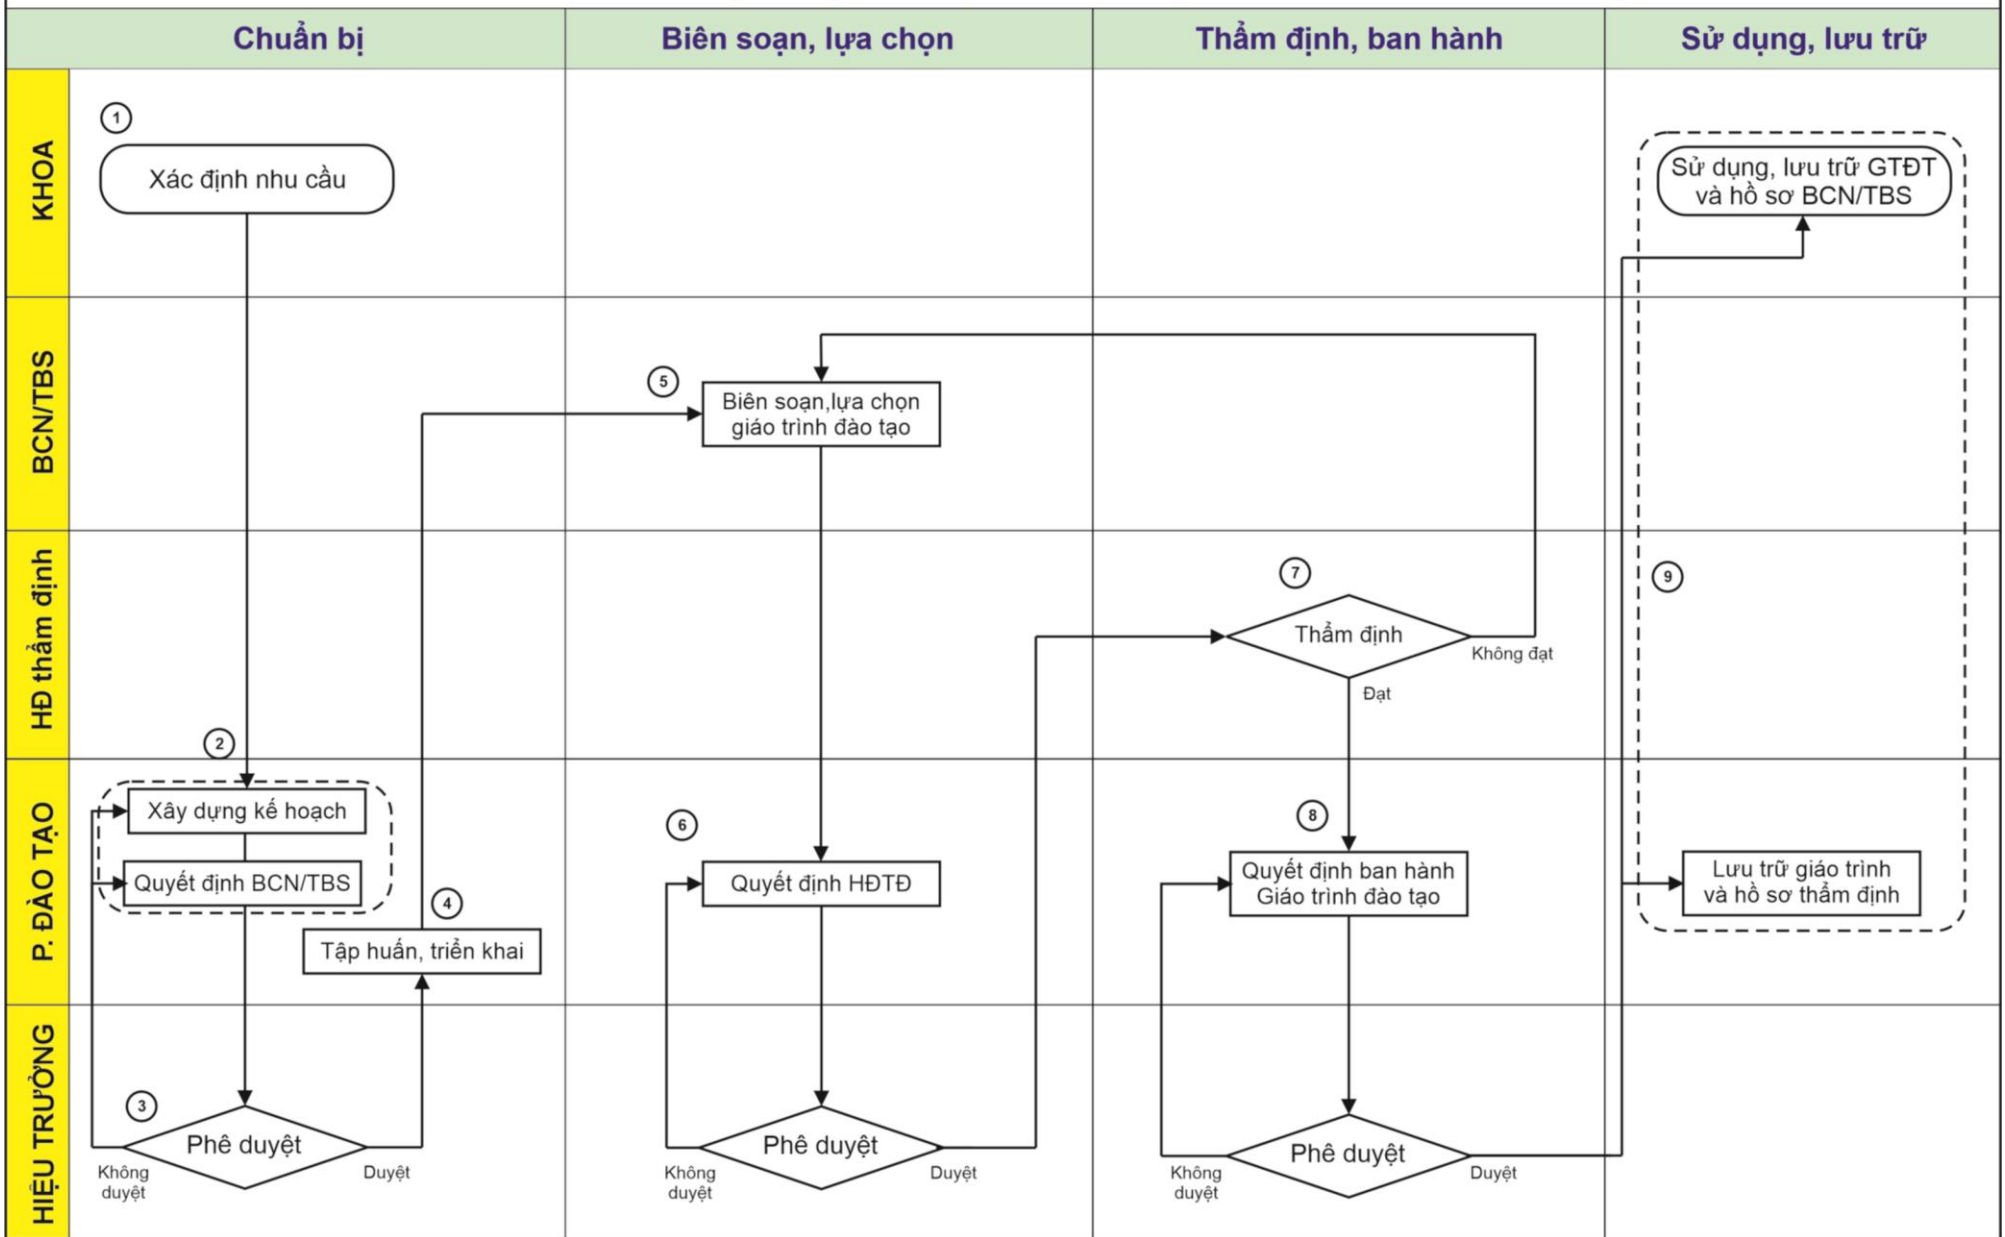 Chuẩn bị
Biên soạn, lựa chọn
Thẩm định, ban hành
Sử dụng, lưu trữ
KHOA
1
Xác định nhu cầu
Sử dụng, lưu trữ GTĐT
và hồ sơ BCN/TBS
BCN/TBS
5
Biên soạn,lựa chọn
giáo trình đào tạo
HĐ thẩm định
7
Thẩm định
Không đạt
Đạt
9
2
P. ĐÀO TẠO
Xây dựng kế hoạch
Quyết định BCN/TBS
4
Tập huấn, triển khai
6
Quyết định HĐTĐ
8
Quyết định ban hành
Giáo trình đào tạo
Lưu trữ giáo trình
và hồ sơ thẩm định
HIỆU TRƯỞNG
3
Phê duyệt
Không
duyệt
Duyệt
Phê duyệt
Không
duyệt
Duyệt
Phê duyệt
Không
duyệt
Duyệt